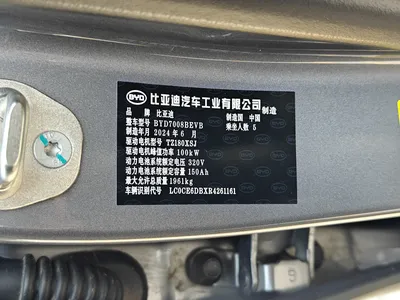 BYD 比亚迪汽车工业有限公司 制造
品 牌 比亚迪 制造国 中国
整车型号 BYD7008BEVB 乘坐人数 5
制造年月 2024年 6 月
驱动电机型号 TZ180XSJ
驱动电机峰值功率 100kW
动力电池系统额定电压 320V
动力电池系统额定容量 150Ah
最大允许总质量 1961kg
车辆识别代号 LC0CE6DBXR4261161
9